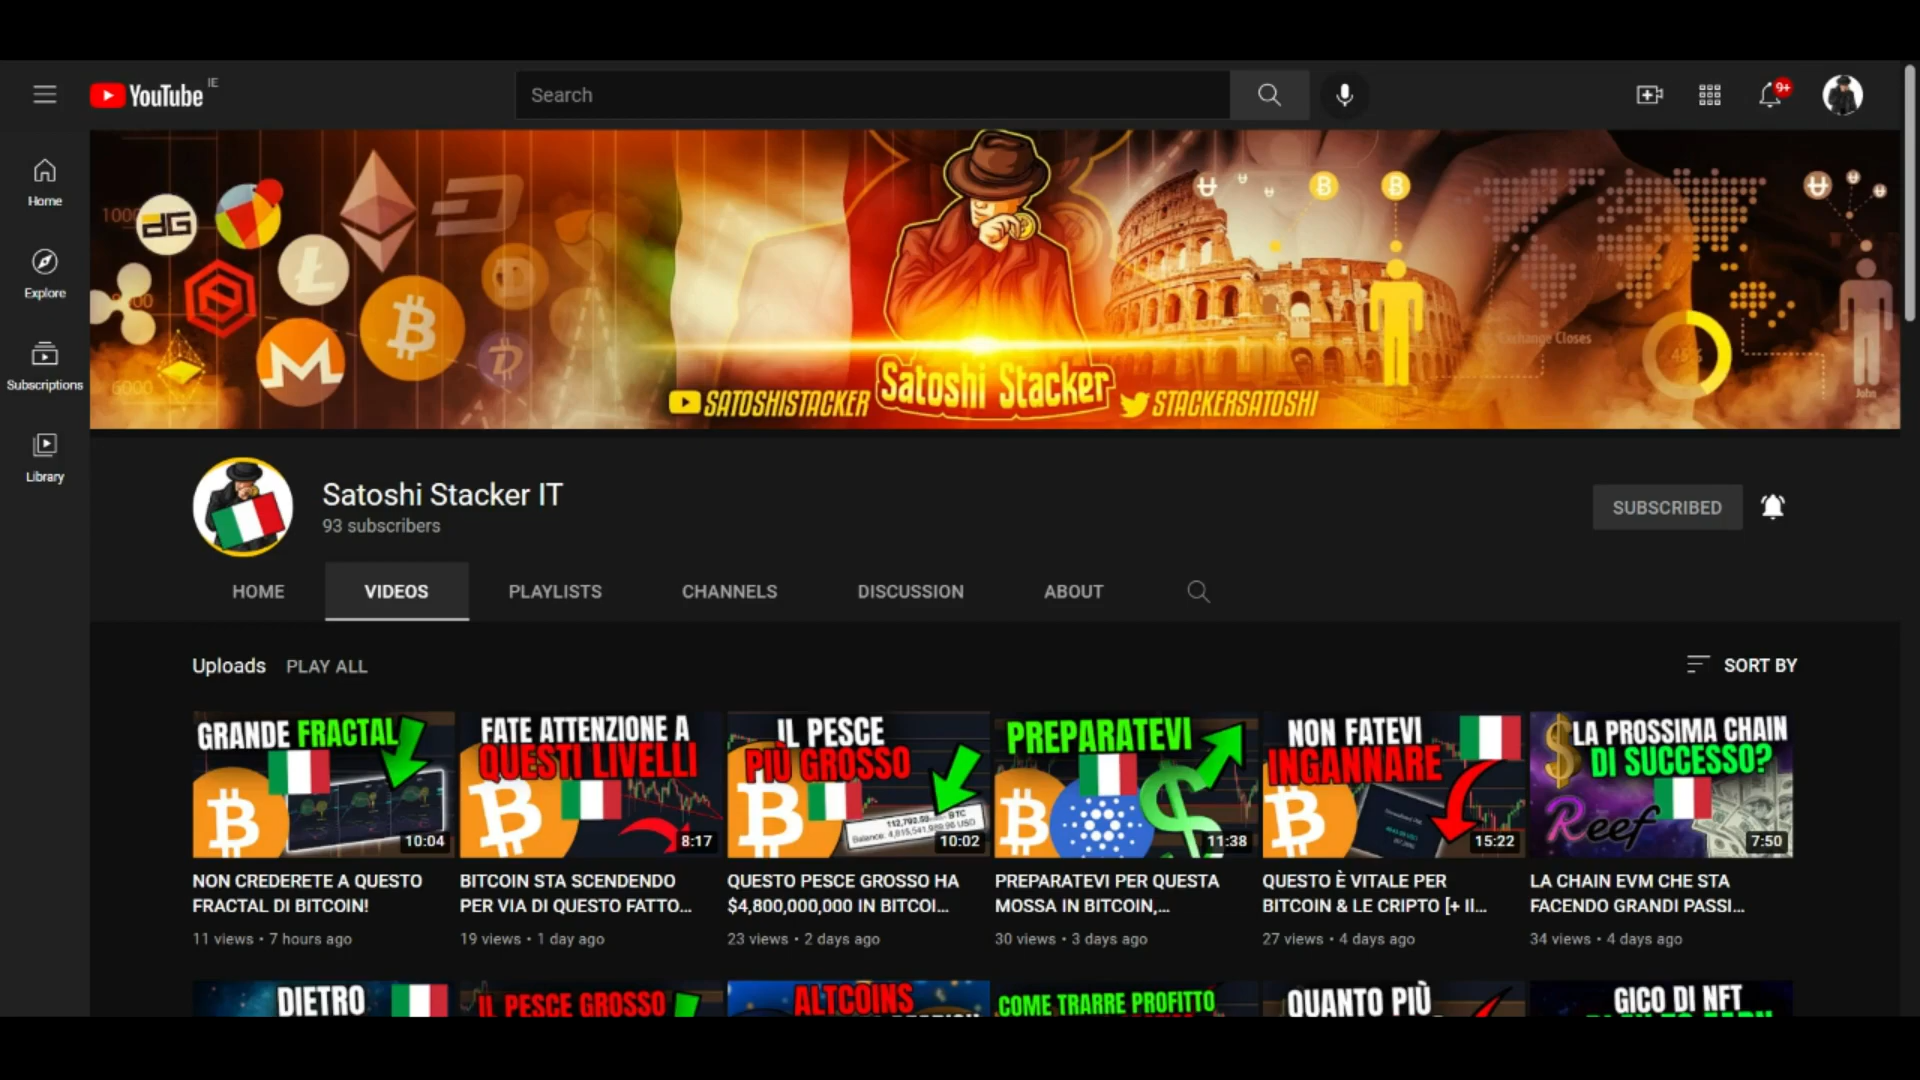 YouTube IE
Search
9+
Home
Explore
Subscriptions
Library
1000
6000
Exchange Closes
45%
John
Satoshi Stacker
SATOSHISTACKER
STACKERSATOSHI
Satoshi Stacker IT
93 subscribers
SUBSCRIBED
HOME
VIDEOS
PLAYLISTS
CHANNELS
DISCUSSION
ABOUT
Uploads
PLAY ALL
SORT BY
GRANDE FRACTAL
10:04
FATE ATTENZIONE A
QUESTI LIVELLI
8:17
IL PESCE
PIÙ GROSSO
10:02
PREPARATEVI
11:38
NON FATEVI
INGANNARE
15:22
LA PROSSIMA CHAIN
DI SUCCESSO?
Reef
7:50
NON CREDERETE A QUESTO
FRACTAL DI BITCOIN!
11 views • 7 hours ago
BITCOIN STA SCENDENDO
PER VIA DI QUESTO FATTO...
19 views • 1 day ago
QUESTO PESCE GROSSO HA
$4,800,000,000 IN BITCOI...
23 views • 2 days ago
PREPARATEVI PER QUESTA
MOSSA IN BITCOIN,...
30 views • 3 days ago
QUESTO È VITALE PER
BITCOIN & LE CRIPTO [+ Il...
27 views • 4 days ago
LA CHAIN EVM CHE STA
FACENDO GRANDI PASSI...
34 views • 4 days ago
DIETRO
IL PESCE GROSSO
ALTCOINS
COME TRARRE PROFITTO
QUANTO PIÙ
GICO DI NFT